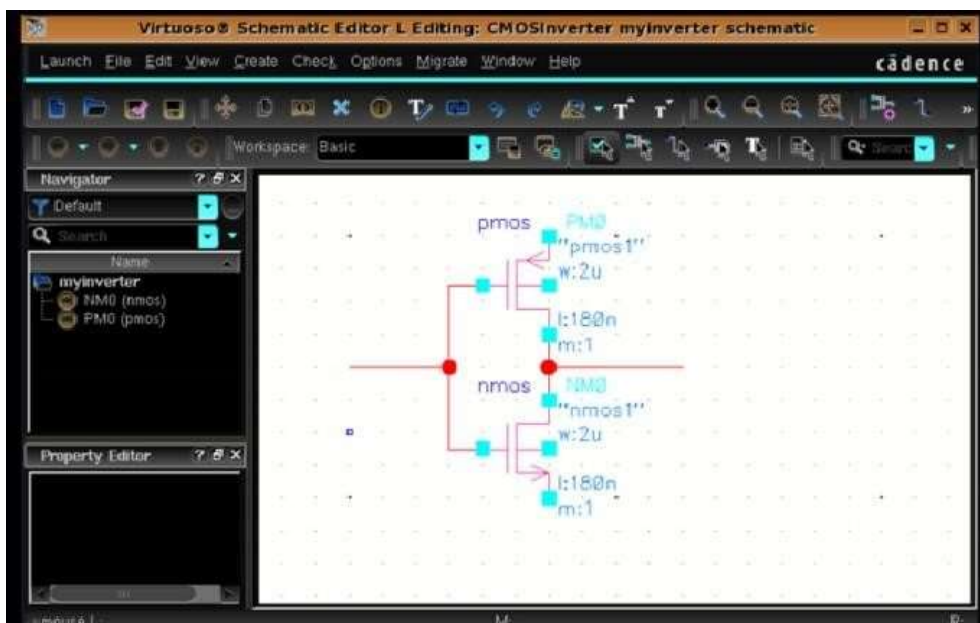 Virtuoso® Schematic Editor L Editing: CMOSInverter myinverter schematic
Launch File Edit View Create Check Options Migrate Window Help cādence
Workspace: Basic
Navigator
Default
Search
Name
myinverter
NM0 (nmos)
PM0 (pmos)
Property Editor
pmos PM0
"pmos1"
w:2u
l:180n
m:1
nmos NM0
"nmos1"
w:2u
l:180n
m:1